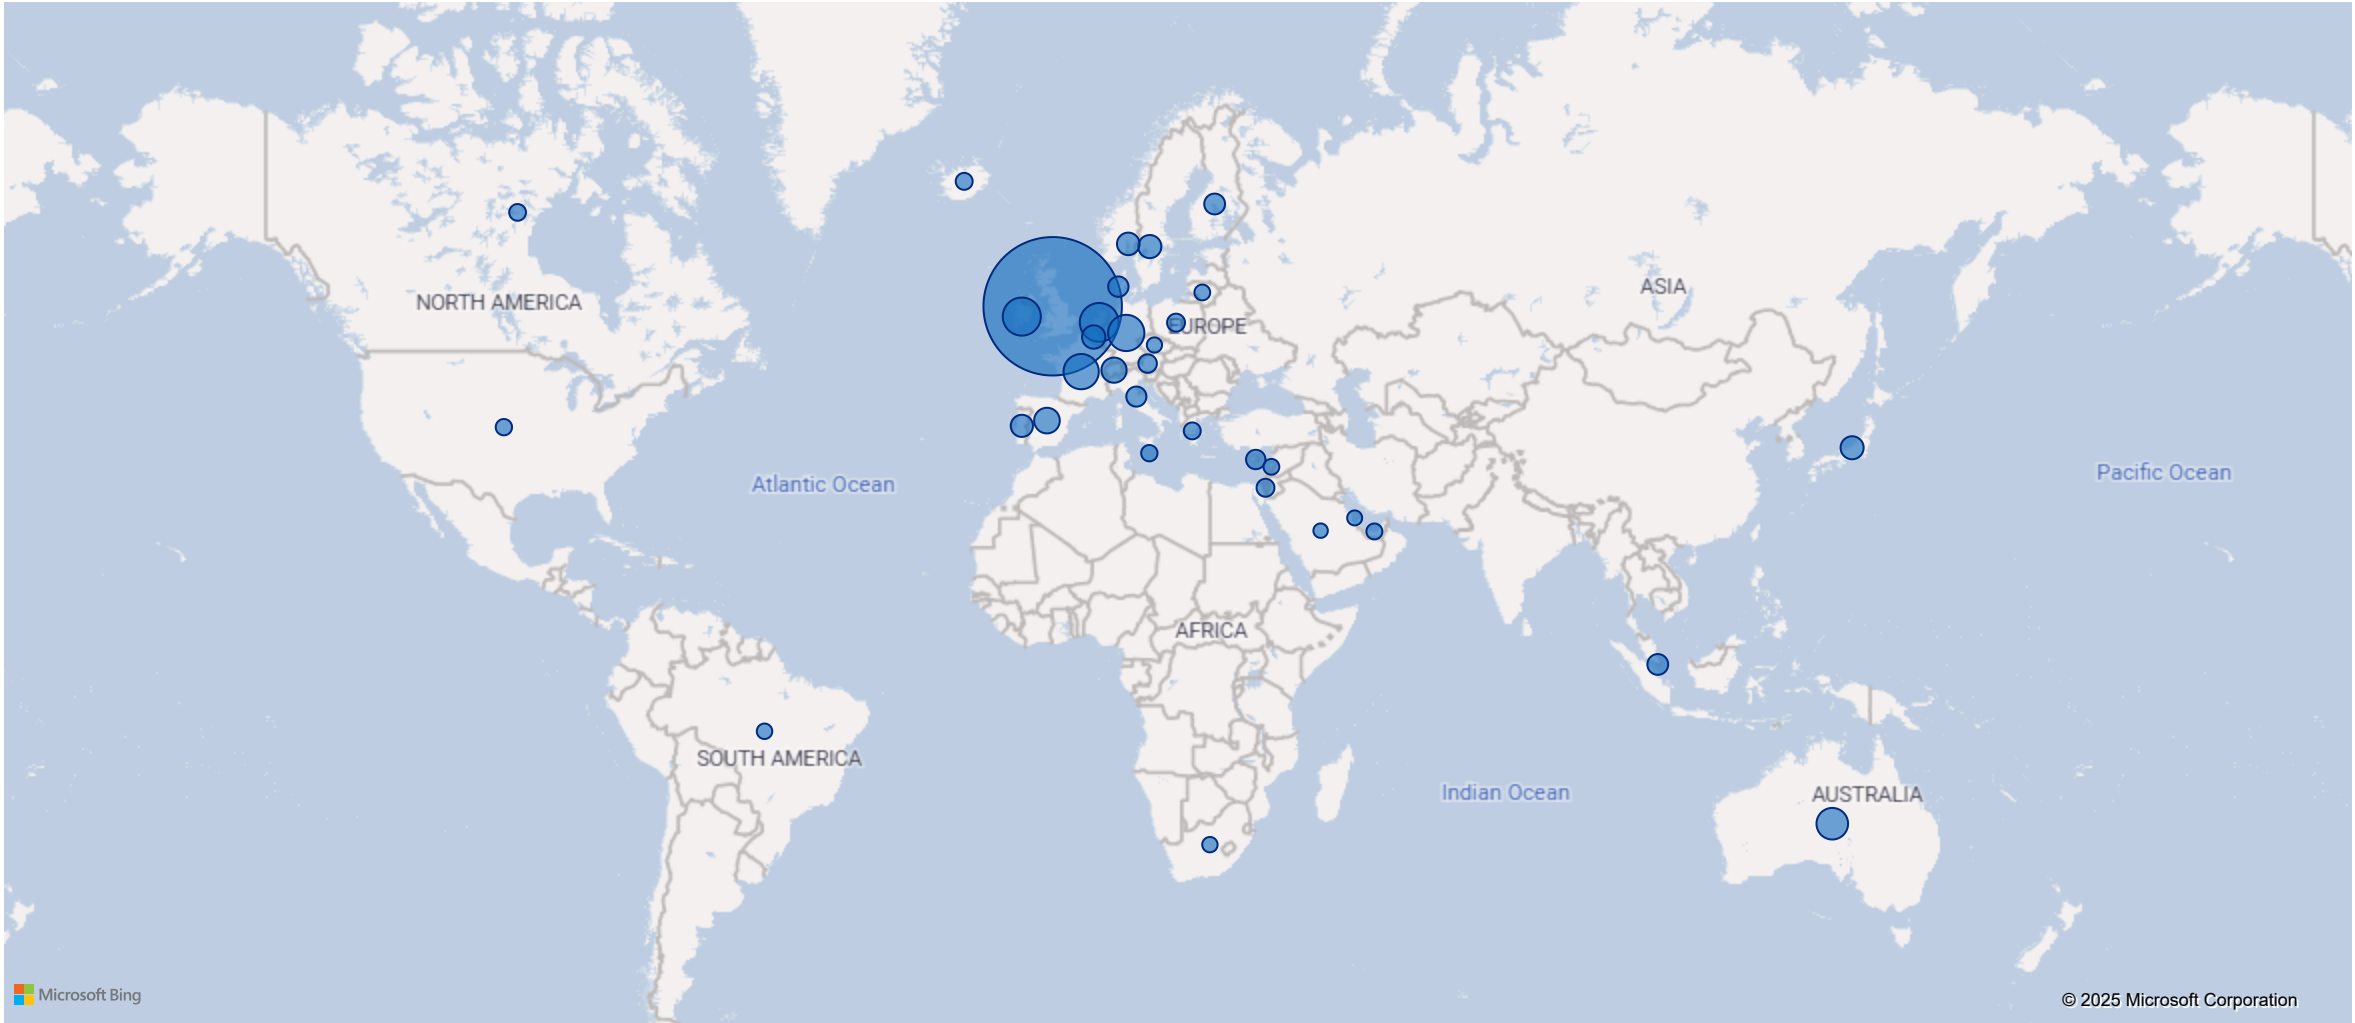 ASIA
NORTH AMERICA
EUROPE
Pacific Ocean
Atlantic Ocean
AFRICA
SOUTH AMERICA
Indian Ocean
AUSTRALIA
Microsoft Bing
© 2025 Microsoft Corporation